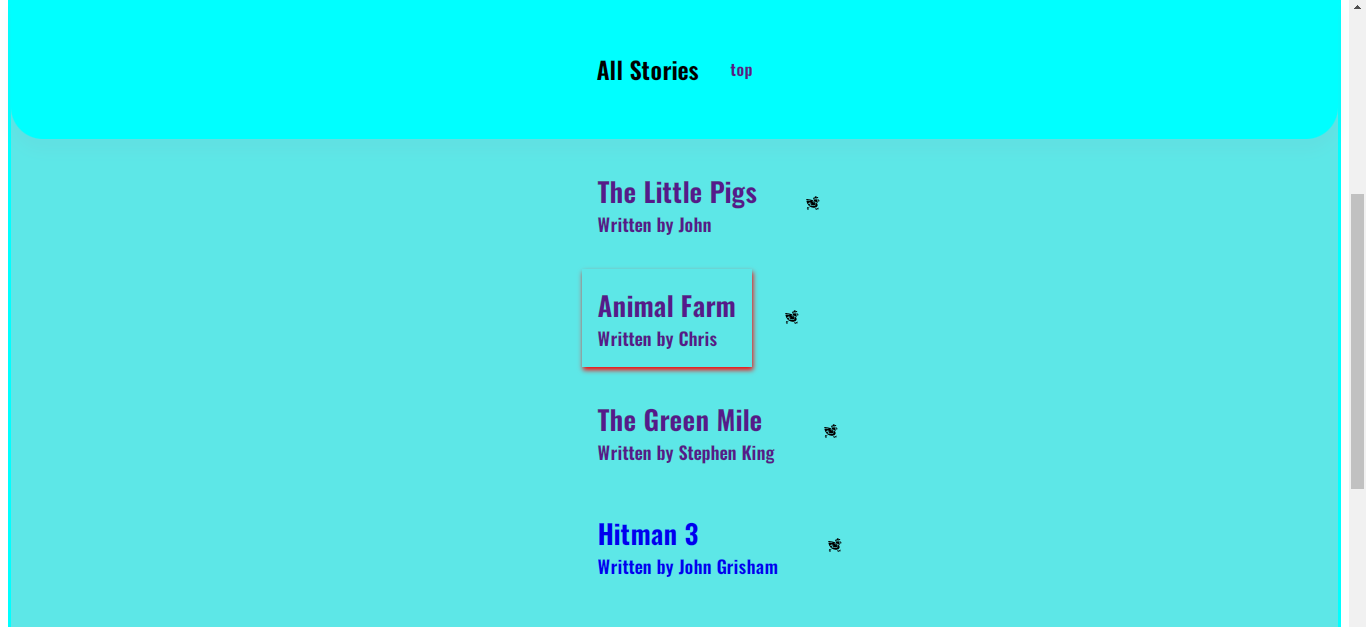 All Stories top
The Little Pigs
Written by John
Animal Farm
Written by Chris
The Green Mile
Written by Stephen King
Hitman 3
Written by John Grisham